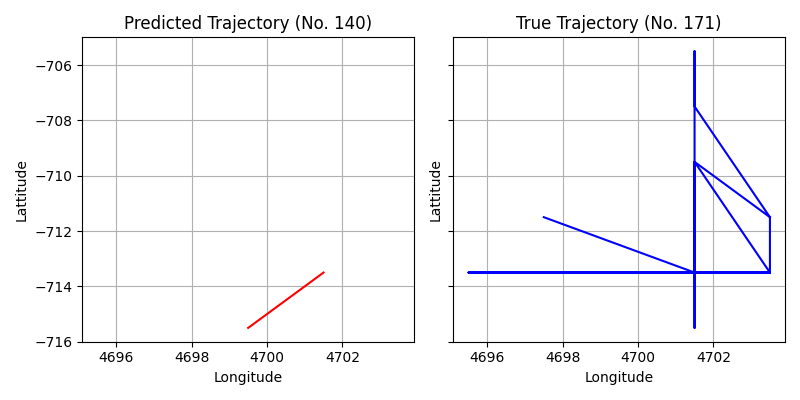 Predicted Trajectory (No. 140)
True Trajectory (No. 171)
−706
−708
−710
−712
−714
−716
Lattitude
Lattitude
4696 4698 4700 4702
4696 4698 4700 4702
Longitude
Longitude